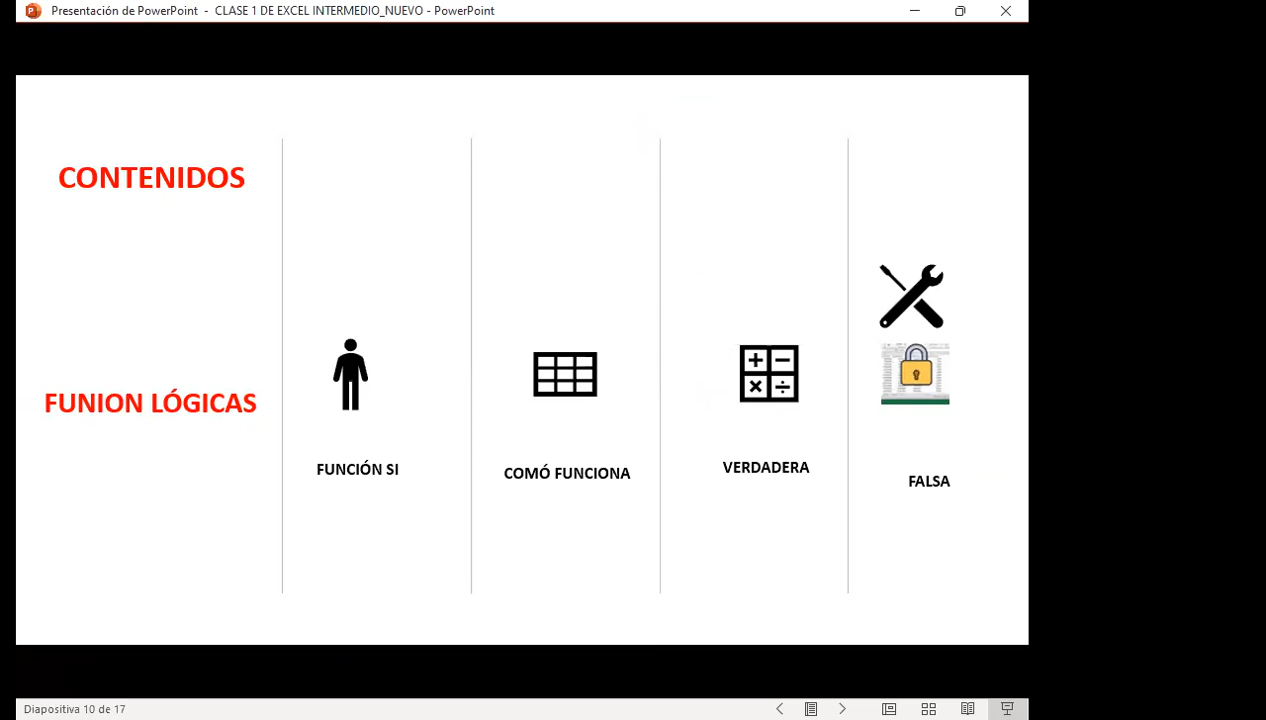 Presentación de PowerPoint - CLASE 1 DE EXCEL INTERMEDIO_NUEVO - PowerPoint
CONTENIDOS
FUNION LÓGICAS
FUNCIÓN SI
COMÓ FUNCIONA
VERDADERA
FALSA
Diapositiva 10 de 17